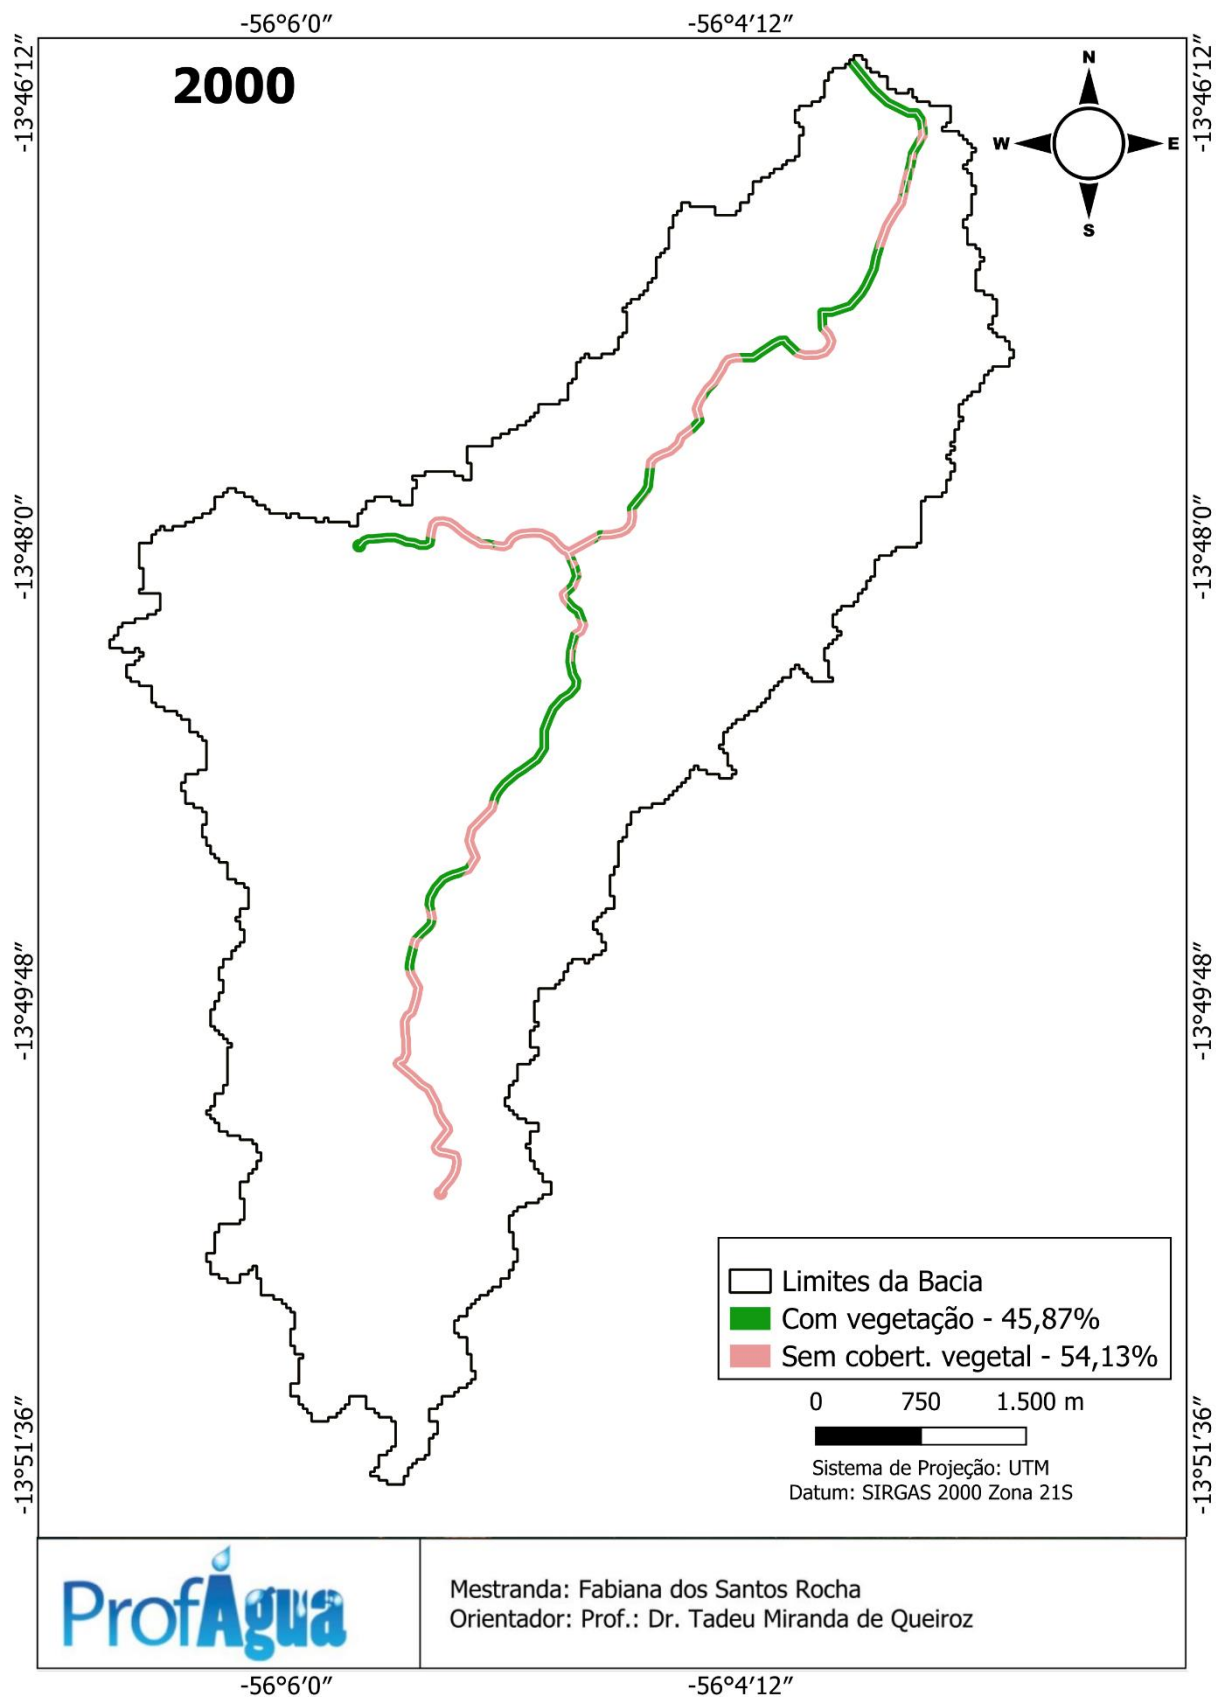 -56°6′0″ -56°4′12″
-13°46′12″
-13°46′12″
2000
N
W E
S
-13°48′0″
-13°48′0″
-13°49′48″
-13°49′48″
Limites da Bacia
Com vegetação - 45,87%
Sem cobert. vegetal - 54,13%
0 750 1.500 m
-13°51′36″
-13°51′36″
Sistema de Projeção: UTM
Datum: SIRGAS 2000 Zona 21S
ProfÁgua
Mestranda: Fabiana dos Santos Rocha
Orientador: Prof.: Dr. Tadeu Miranda de Queiroz
-56°6′0″ -56°4′12″